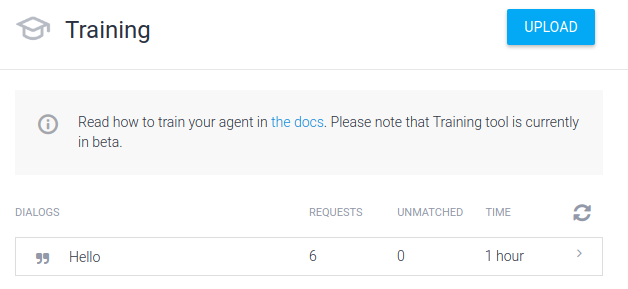 Training
UPLOAD
Read how to train your agent in the docs. Please note that Training tool is currently
in beta.
DIALOGS REQUESTS UNMATCHED TIME
Hello 6 0 1 hour